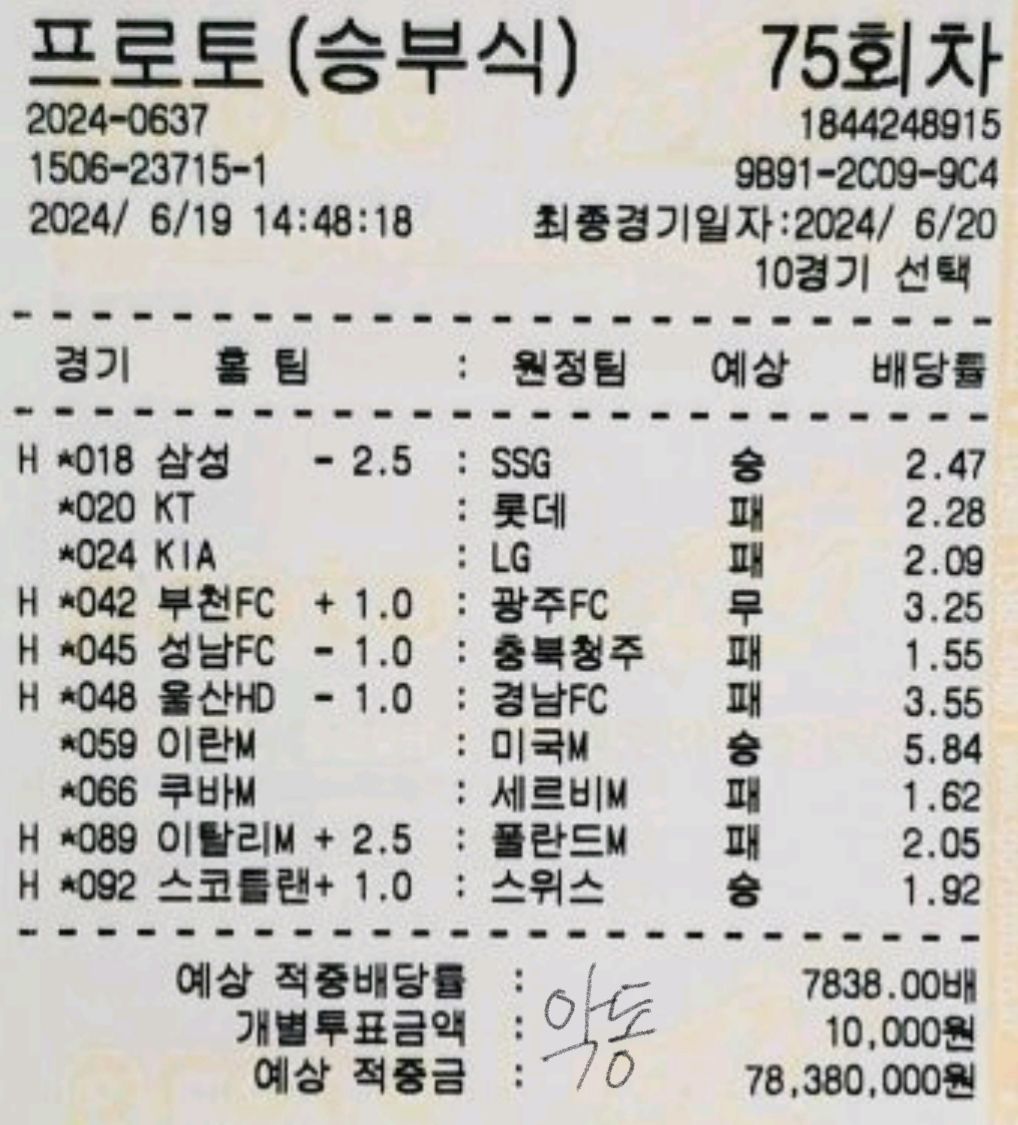 프로토(승부식) 75회차
2024-0637 1844248915
1506-23715-1 9B91-2C09-9C4
2024/ 6/19 14:48:18 최종경기일자:2024/ 6/20
10경기 선택
경기 홈 팀 : 원정팀 예상 배당률
H *018 삼성 - 2.5 : SSG 승 2.47
*020 KT : 롯데 패 2.28
*024 KIA : LG 패 2.09
H *042 부천FC + 1.0 : 광주FC 무 3.25
H *045 성남FC - 1.0 : 충북청주 패 1.55
H *048 울산HD - 1.0 : 경남FC 패 3.55
*059 이란M : 미국M 승 5.84
*066 쿠바M : 세르비M 패 1.62
H *089 이탈리M + 2.5 : 폴란드M 패 2.05
H *092 스코틀랜+ 1.0 : 스위스 승 1.92
예상 적중배당률 : 7838.00배
개별투표금액 : 악동 10,000원
예상 적중금 : 78,380,000원